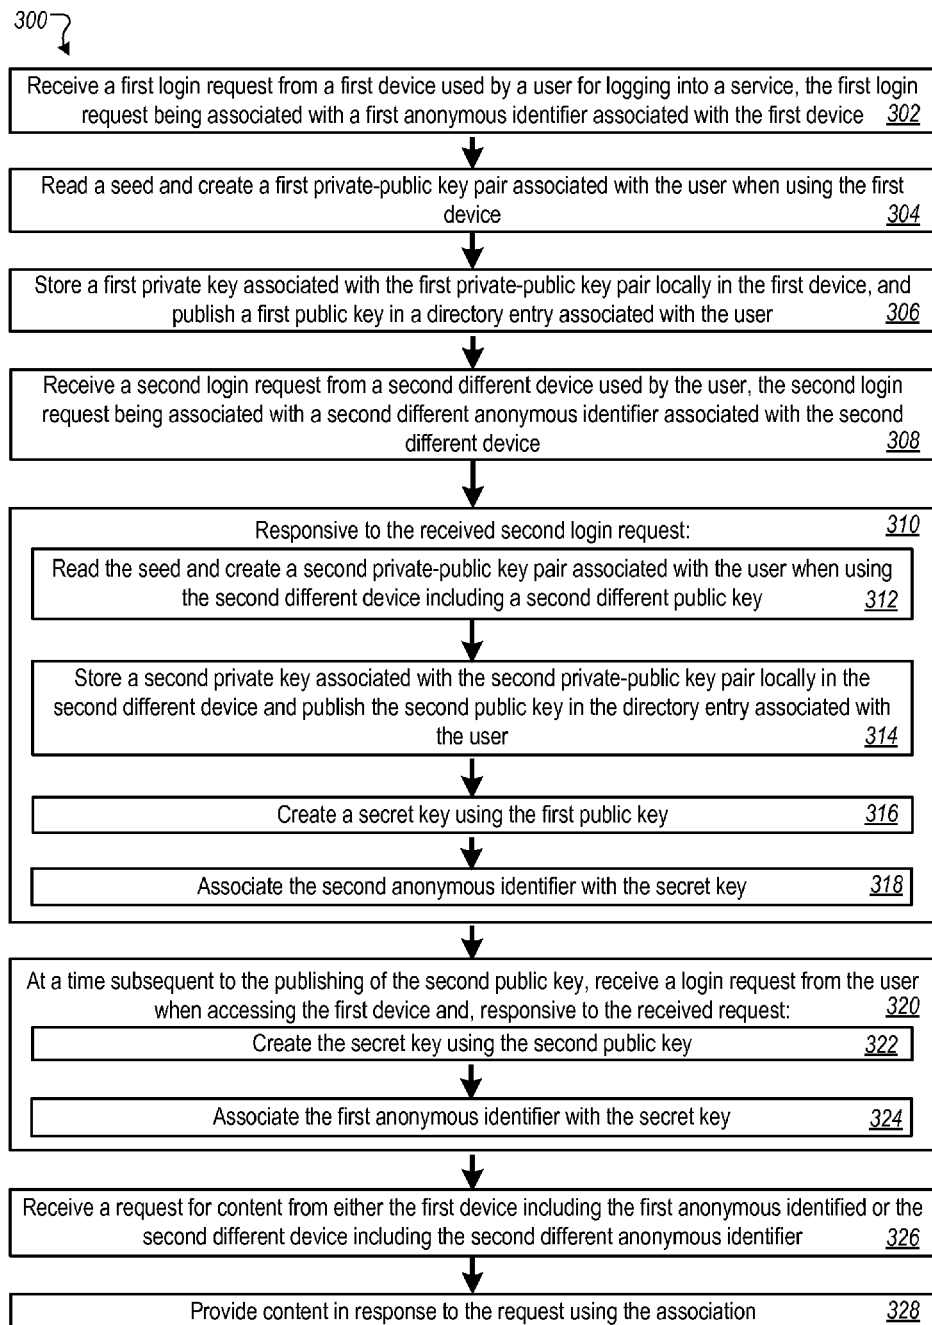 300
Receive a first login request from a first device used by a user for logging into a service, the first login
request being associated with a first anonymous identifier associated with the first device 302
Read a seed and create a first private-public key pair associated with the user when using the first
device 304
Store a first private key associated with the first private-public key pair locally in the first device, and
publish a first public key in a directory entry associated with the user 306
Receive a second login request from a second different device used by the user, the second login
request being associated with a second different anonymous identifier associated with the second
different device 308
Responsive to the received second login request: 310
Read the seed and create a second private-public key pair associated with the user when using
the second different device including a second different public key 312
Store a second private key associated with the second private-public key pair locally in the
second different device and publish the second public key in the directory entry associated with
the user 314
Create a secret key using the first public key 316
Associate the second anonymous identifier with the secret key 318
At a time subsequent to the publishing of the second public key, receive a login request from the user
when accessing the first device and, responsive to the received request: 320
Create the secret key using the second public key 322
Associate the first anonymous identifier with the secret key 324
Receive a request for content from either the first device including the first anonymous identified or the
second different device including the second different anonymous identifier 326
Provide content in response to the request using the association 328